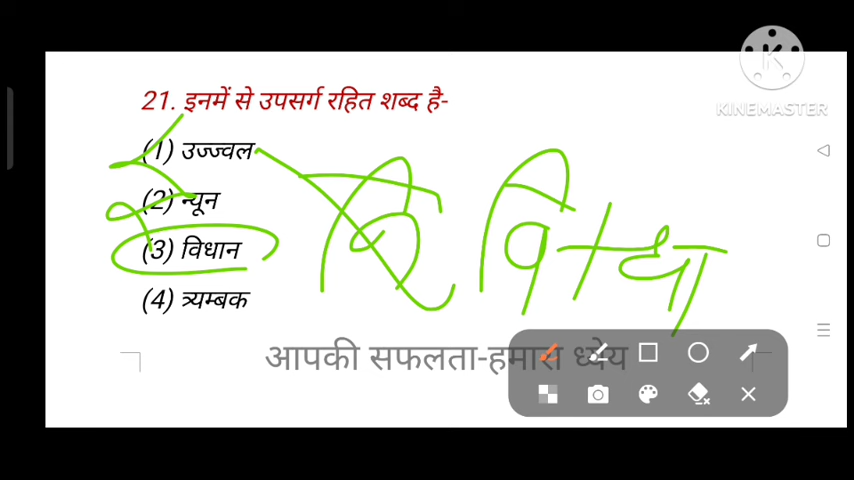 KINEMASTER
21. इनमें से उपसर्ग रहित शब्द है-
(1) उज्ज्वल
(2) न्यून
(3) विधान
(4) त्र्यम्बक
वि वि + धा
आपकी सफलता-हमारा ध्येय